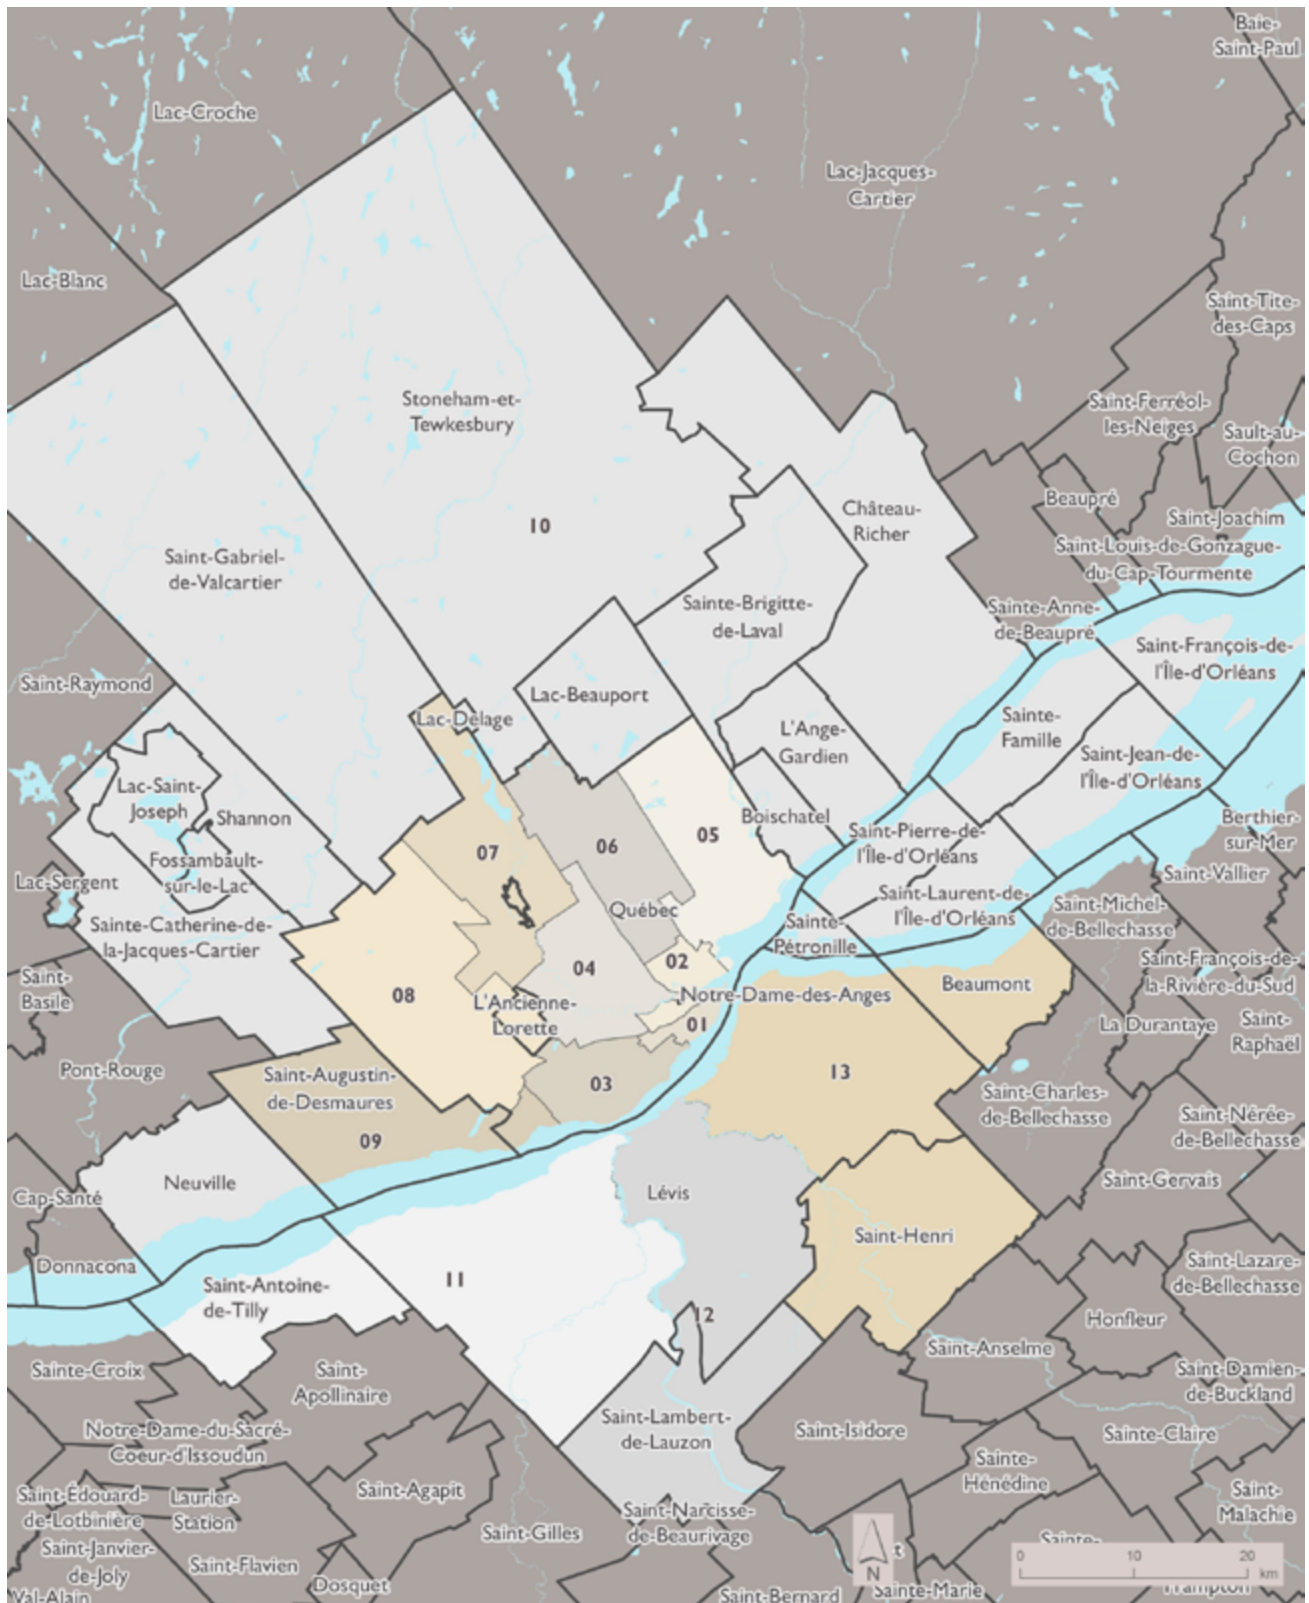 Baie-
Saint-Paul
Lac-Croche
Lac-Jacques-
Cartier
Lac-Blanc
Saint-Tite-
des-Caps
Stoneham-et-
Tewkesbury
Saint-Ferréol-
les-Neiges
Sault-au-
Cochon
Beaupré
Château-
Richer
Saint-Joachim
10
Saint-Louis-de-Gonzague-
du-Cap-Tourmente
Saint-Gabriel-
de-Valcartier
Sainte-Brigitte-
de-Laval
Sainte-Anne-
de-Beaupré
Saint-François-de-
l'Île-d'Orléans
Saint-Raymond
Lac-Beauport
Lac-Délage
Sainte-
Famille
L'Ange-
Gardien
Saint-Jean-de-
l'Île-d'Orléans
Lac-Saint-
Joseph
Shannon
Boischatel
Berthier-
sur-Mer
05
06
07
Saint-Pierre-de-
l'Île-d'Orléans
Fossambault-
sur-le-Lac
Lac-Sergent
Saint-Vallier
Saint-Laurent-de-
l'Île-d'Orléans
Québec
Saint-Michel-
de-Bellechasse
Sainte-Catherine-de-
la-Jacques-Cartier
Sainte-
Pétronille
02
04
Saint-François-de-
la-Rivière-du-Sud
Saint-
Basile
08
Beaumont
Notre-Dame-des-Anges
L'Ancienne-
Lorette
01
La Durantaye
Saint-
Raphaël
Pont-Rouge
Saint-Augustin-
de-Desmaures
03
13
Saint-Charles-
de-Bellechasse
Saint-Nérée-
de-Bellechasse
09
Neuville
Lévis
Saint-Gervais
Cap-Santé
Saint-Henri
Donnacona
Saint-Antoine-
de-Tilly
11
Saint-Lazare-
de-Bellechasse
12
Honfleur
Saint-Anselme
Sainte-Croix
Saint-
Apollinaire
Saint-Damien-
de-Buckland
Notre-Dame-du-Sacré-
Coeur-d'Issoudun
Saint-Lambert-
de-Lauzon
Saint-Isidore
Sainte-Claire
Sainte-
Hénédine
Saint-Agapit
Saint-Édouard-
de-Lotbinière
Laurier-
Station
Saint-
Malachie
Saint-Narcisse-
de-Beaurivage
Saint-Gilles
Saint-Janvier-
de-Joly
Saint-Flavien
Sainte-
0 10 20
km
N
Dosquet
Val-Alain
Saint-Bernard
Sainte-Marie
Frampton